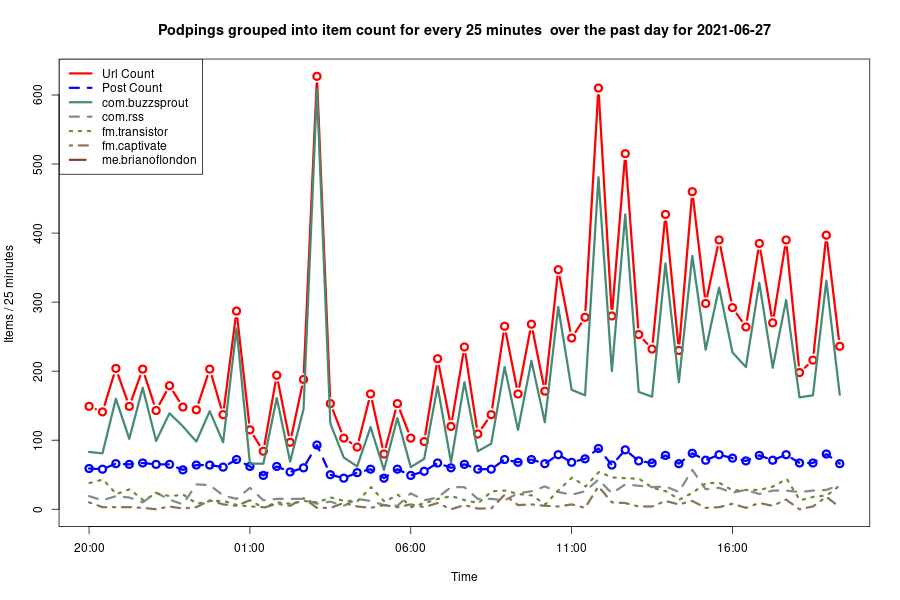 Podpings grouped into item count for every 25 minutes  over the past day for 2021-06-27
Url Count
Post Count
com.buzzsprout
com.rss
fm.transistor
fm.captivate
me.brianoflondon
Items / 25 minutes
600
500
400
300
200
100
0
20:00 01:00 06:00 11:00 16:00
Time